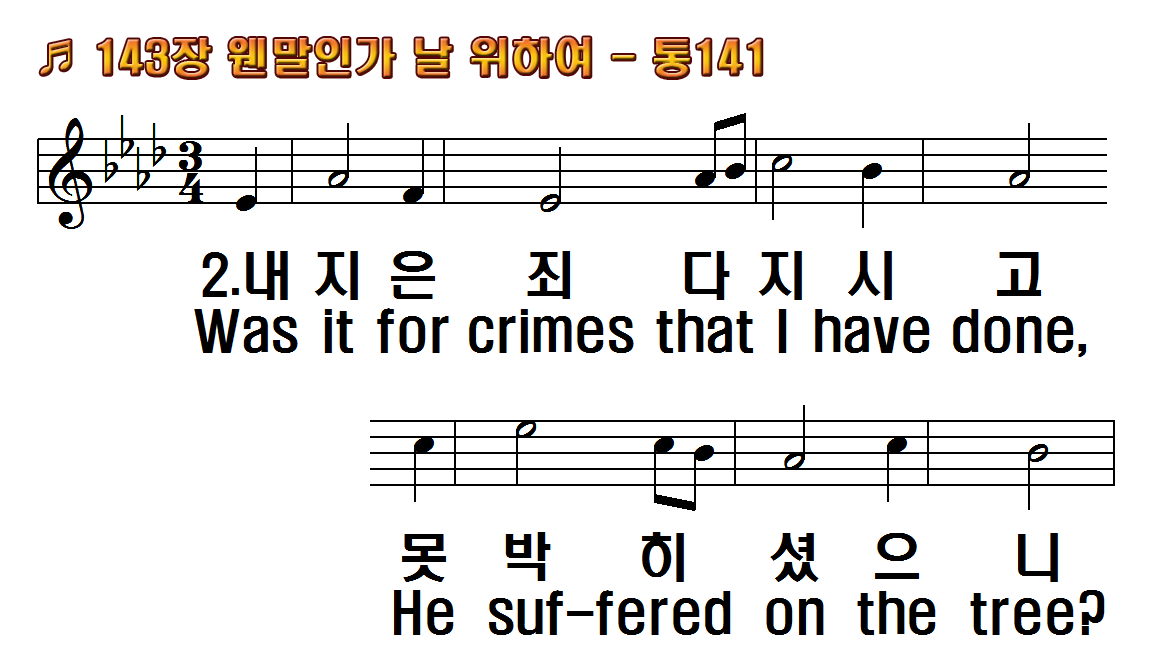 ♬ 143장 웬말인가 날 위하여 - 통141
3
4
2.내 지 은 죄 다 지 시 고
Was it for crimes that I have done,
못 박 히 셨 으 니
He suf-fered on the tree?